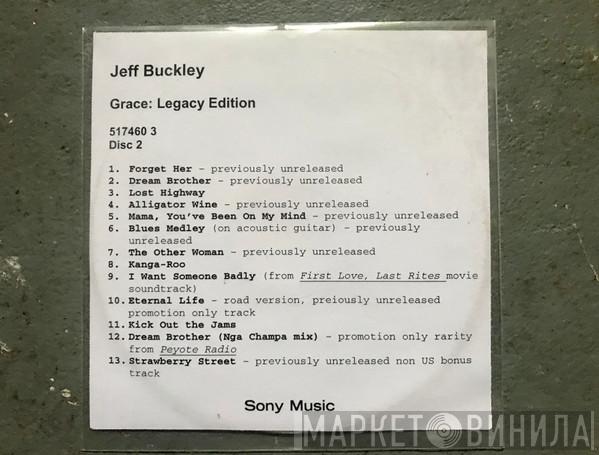 Jeff Buckley
Grace: Legacy Edition
517460 3
Disc 2
1. Forget Her – previously unreleased
2. Dream Brother – previously unreleased
3. Lost Highway
4. Alligator Wine – previously unreleased
5. Mama, You've Been On My Mind – previously unreleased
6. Blues Medley (on acoustic guitar) – previously
unreleased
7. The Other Woman – previously unreleased
8. Kanga-Roo
9. I Want Someone Badly (from First Love, Last Rites movie
soundtrack)
10. Eternal Life – road version, preiously unreleased
promotion only track
11. Kick Out the Jams
12. Dream Brother (Nga Champa mix) – promotion only rarity
from Peyote Radio
13. Strawberry Street – previously unreleased non US bonus
track
Sony Music
МАРКЕТ ВИНИЛА